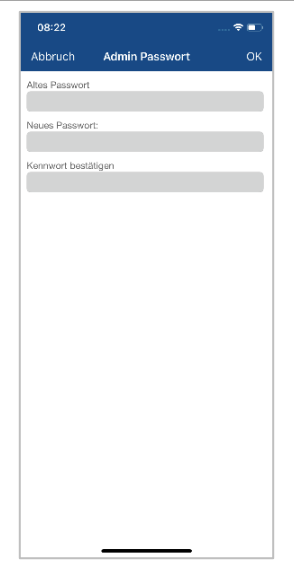 08:22
Abbruch Admin Passwort OK
Altes Passwort
Neues Passwort:
Kennwort bestätigen